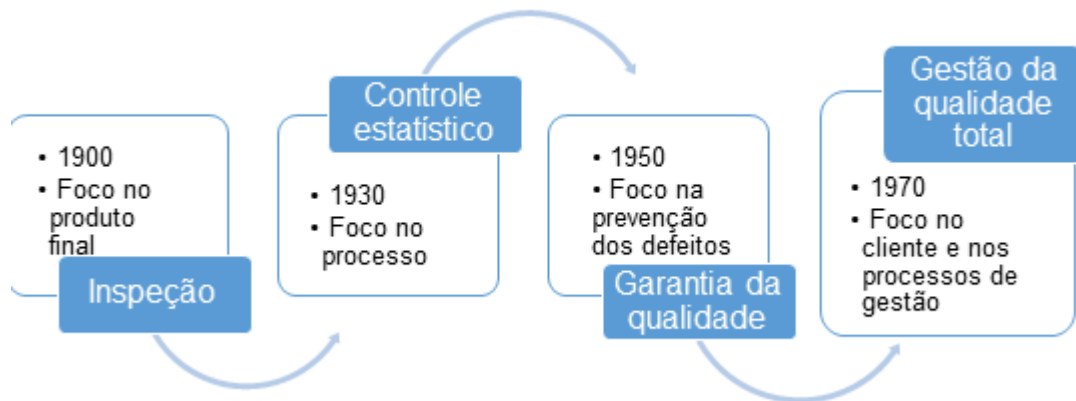 • 1900
• Foco no
produto
final
Inspeção
Controle
estatístico
• 1930
• Foco no
processo
• 1950
• Foco na
prevenção
dos defeitos
Garantia da
qualidade
Gestão da
qualidade
total
• 1970
• Foco no
cliente e nos
processos de
gestão